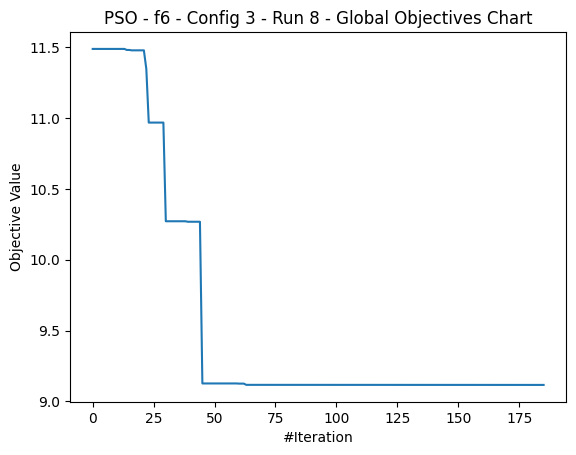 PSO - f6 - Config 3 - Run 8 - Global Objectives Chart
11.5
11.0
10.5
10.0
9.5
9.0
Objective Value
0 25 50 75 100 125 150 175
#Iteration